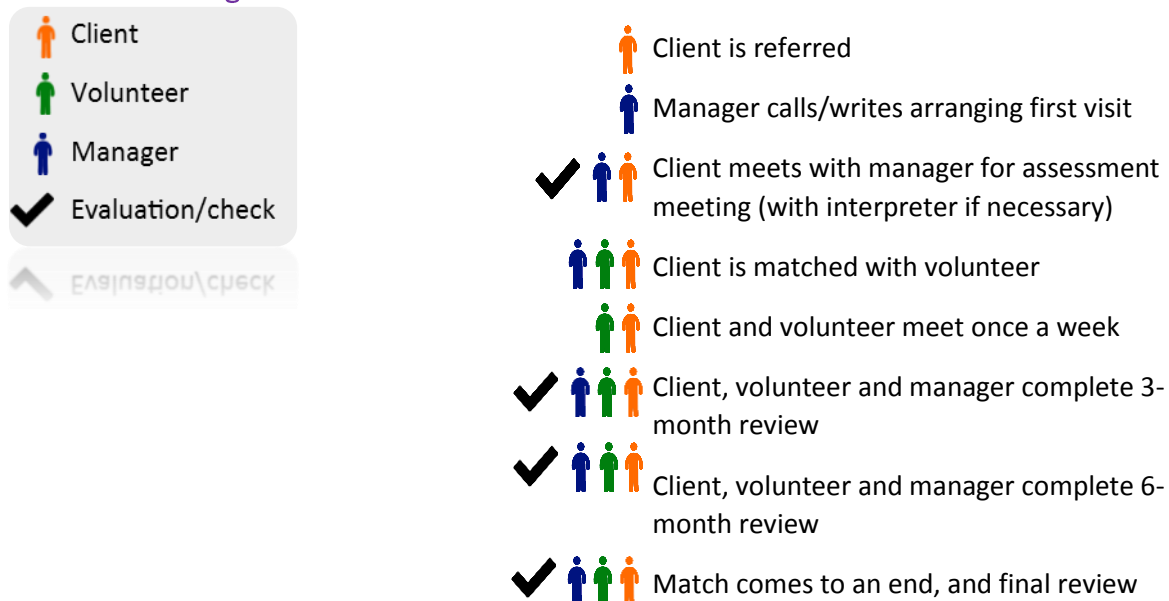 Client
Volunteer
Manager
Evaluation/check
Evaluation/check
Client is referred
Manager calls/writes arranging first visit
Client meets with manager for assessment
meeting (with interpreter if necessary)
Client is matched with volunteer
Client and volunteer meet once a week
Client, volunteer and manager complete 3-
month review
Client, volunteer and manager complete 6-
month review
Match comes to an end, and final review